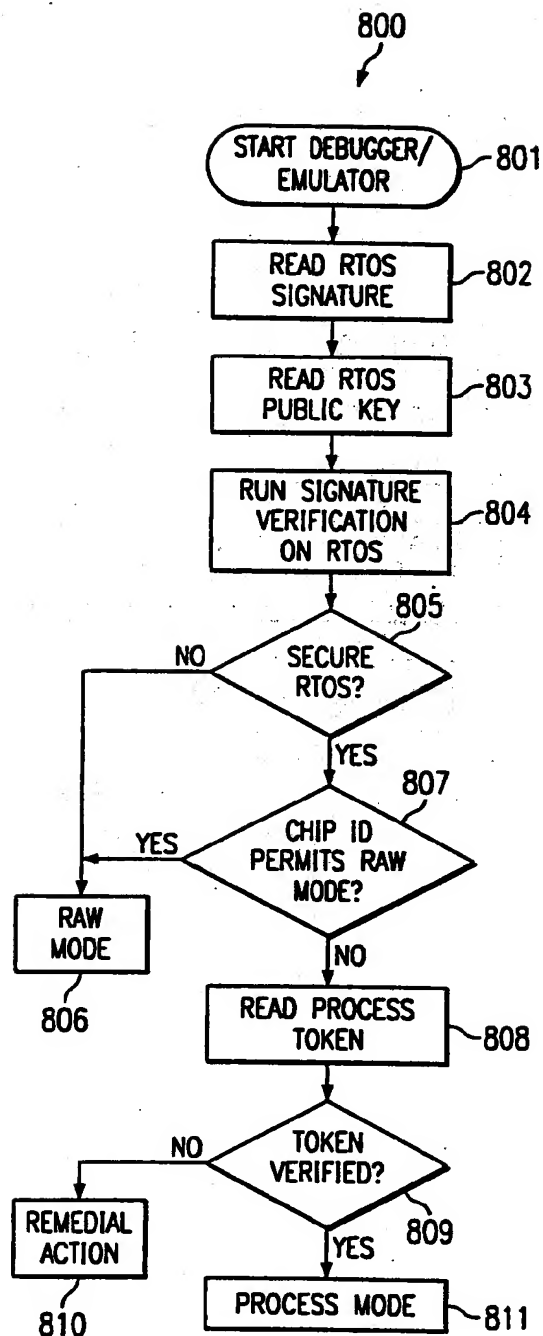 800
START DEBUGGER/
EMULATOR
801
READ RTOS
SIGNATURE
802
READ RTOS
PUBLIC KEY
803
RUN SIGNATURE
VERIFICATION
ON RTOS
804
805
NO
SECURE
RTOS?
YES
807
YES
CHIP ID
PERMITS RAW
MODE?
RAW
MODE
806
NO
READ PROCESS
TOKEN
808
NO
TOKEN
VERIFIED?
809
REMEDIAL
ACTION
810
YES
PROCESS MODE
811